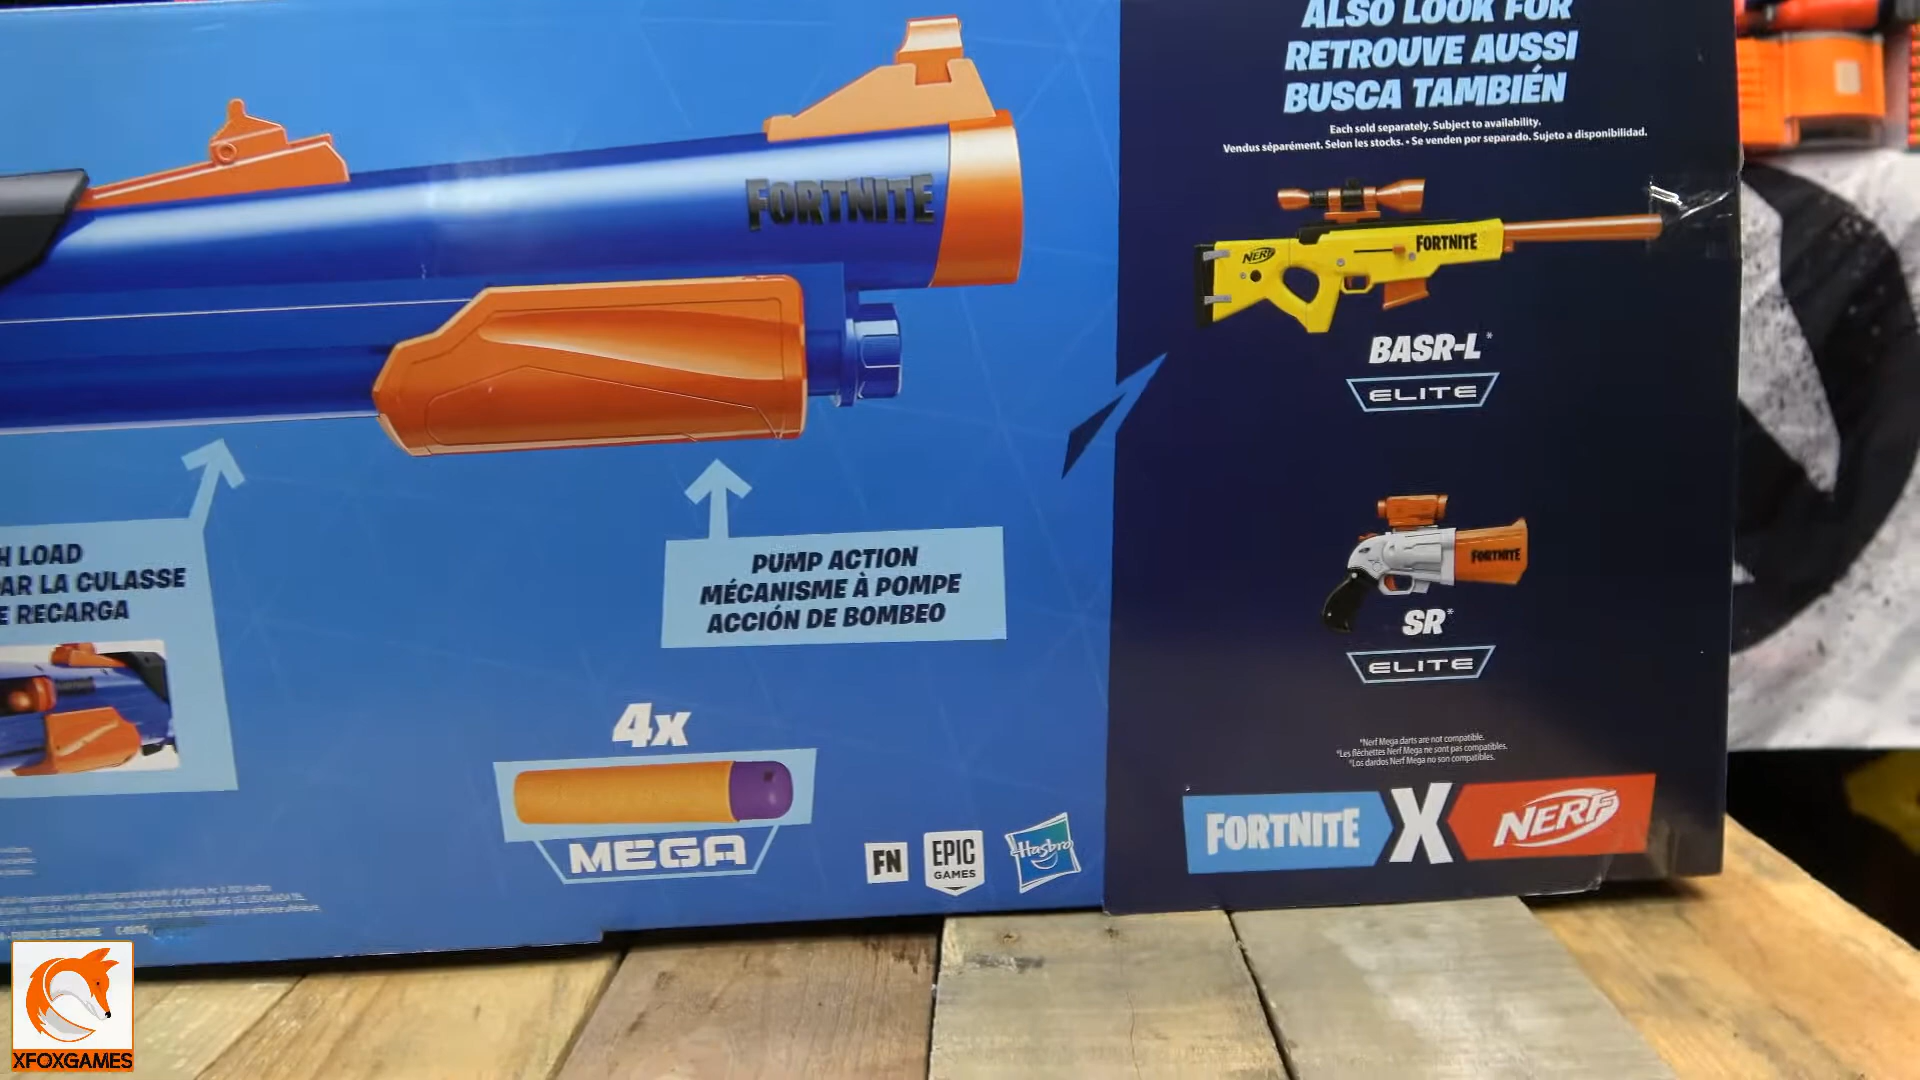 FORTNITE
H LOAD
AR LA CULASSE
E RECARGA
PUMP ACTION
MÉCANISME À POMPE
ACCIÓN DE BOMBEO
4x
MEGA
FN
EPIC
GAMES
Hasbro
ALSO LOOK FOR
RETROUVE AUSSI
BUSCA TAMBIÉN
Each sold separately. Subject to availability.
Vendus séparément. Selon les stocks. • Se venden por separado. Sujeto a disponibilidad.
NERF
FORTNITE
BASR-L*
ELITE
FORTNITE
SR*
ELITE
*Nerf Mega darts are not compatible.
*Les fléchettes Nerf Mega ne sont pas compatibles.
*Los dardos Nerf Mega no son compatibles.
FORTNITE X NERF
XFOXGAMES